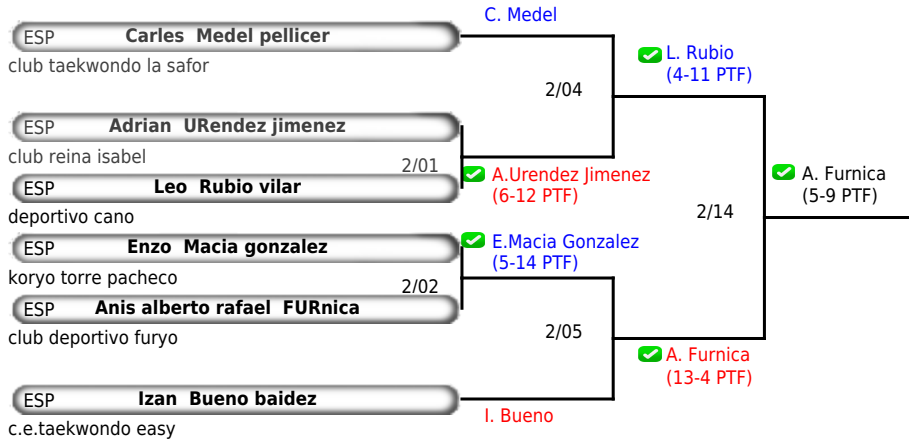 C. Medel
ESP Carles Medel pellicer
club taekwondo la safor
L. Rubio
(4-11 PTF)
2/04
ESP Adrian URendez jimenez
club reina isabel
2/01
A.Urendez Jimenez
(6-12 PTF)
ESP Leo Rubio vilar
deportivo cano
A. Furnica
(5-9 PTF)
2/14
ESP Enzo Macia gonzalez
E.Macia Gonzalez
(5-14 PTF)
koryo torre pacheco
2/02
ESP Anis alberto rafael FURnica
club deportivo furyo
2/05
A. Furnica
(13-4 PTF)
ESP Izan Bueno baidez
I. Bueno
c.e.taekwondo easy